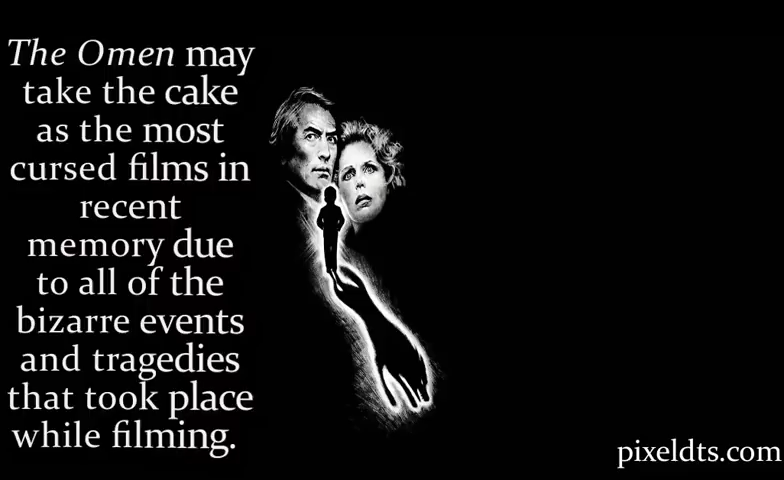 The Omen may
take the cake
as the most
cursed films in
recent
memory due
to all of the
bizarre events
and tragedies
that took place
while filming.
pixeldts.com